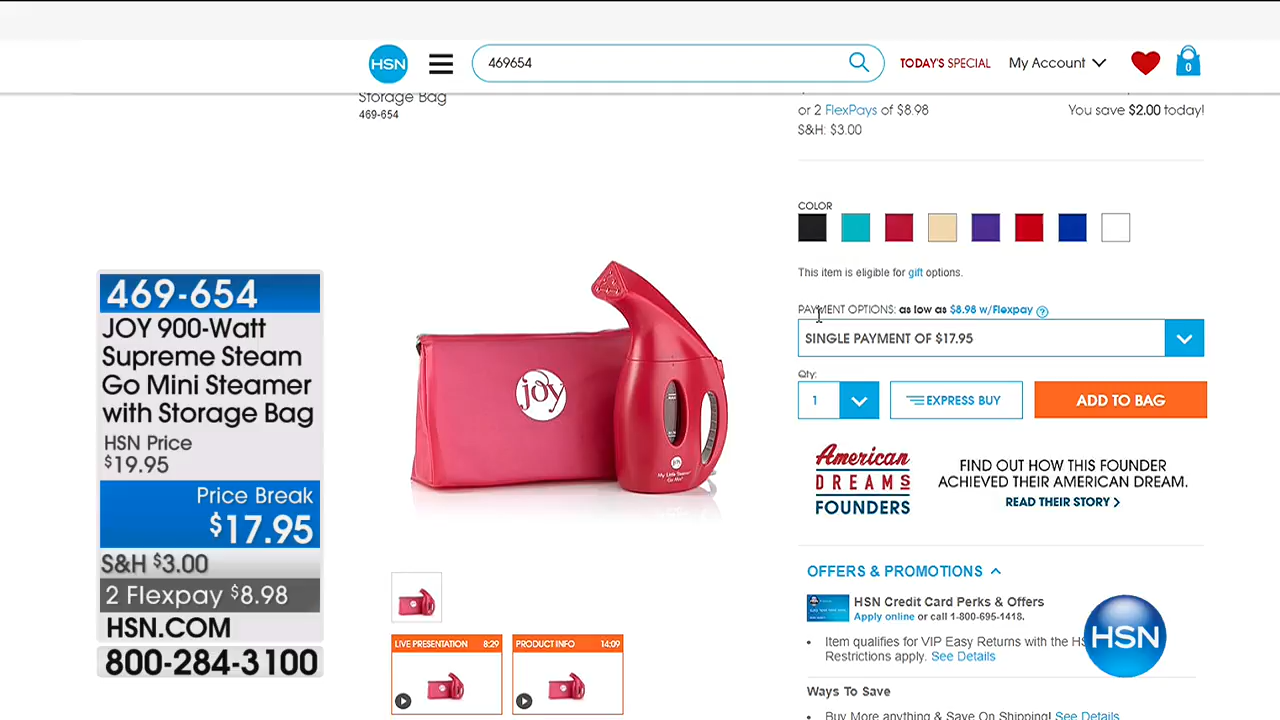 HSN
469654
TODAY'S SPECIAL
My Account
0
Storage Bag
469-654
or 2 FlexPays of $8.98
You save $2.00 today!
S&H: $3.00
COLOR
This item is eligible for gift options.
PAYMENT OPTIONS: as low as $8.98 w/Flexpay ?
SINGLE PAYMENT OF $17.95
Qty:
1
EXPRESS BUY
ADD TO BAG
American
DREAMS
FOUNDERS
FIND OUT HOW THIS FOUNDER
ACHIEVED THEIR AMERICAN DREAM.
READ THEIR STORY >
OFFERS & PROMOTIONS
HSN Credit Card Perks & Offers
Apply online or call 1-800-695-1418.
• Item qualifies for VIP Easy Returns with the
Restrictions apply. See Details
Ways To Save
• Buy More anything & Save On Shipping! See Details
HSN
joy
joy
My Little Steamer
Go Mini
LIVE PRESENTATION 8:29
PRODUCT INFO 14:09
469-654
JOY 900-Watt
Supreme Steam
Go Mini Steamer
with Storage Bag
HSN Price
$19.95
Price Break
$17.95
S&H $3.00
2 Flexpay $8.98
HSN.COM
800-284-3100